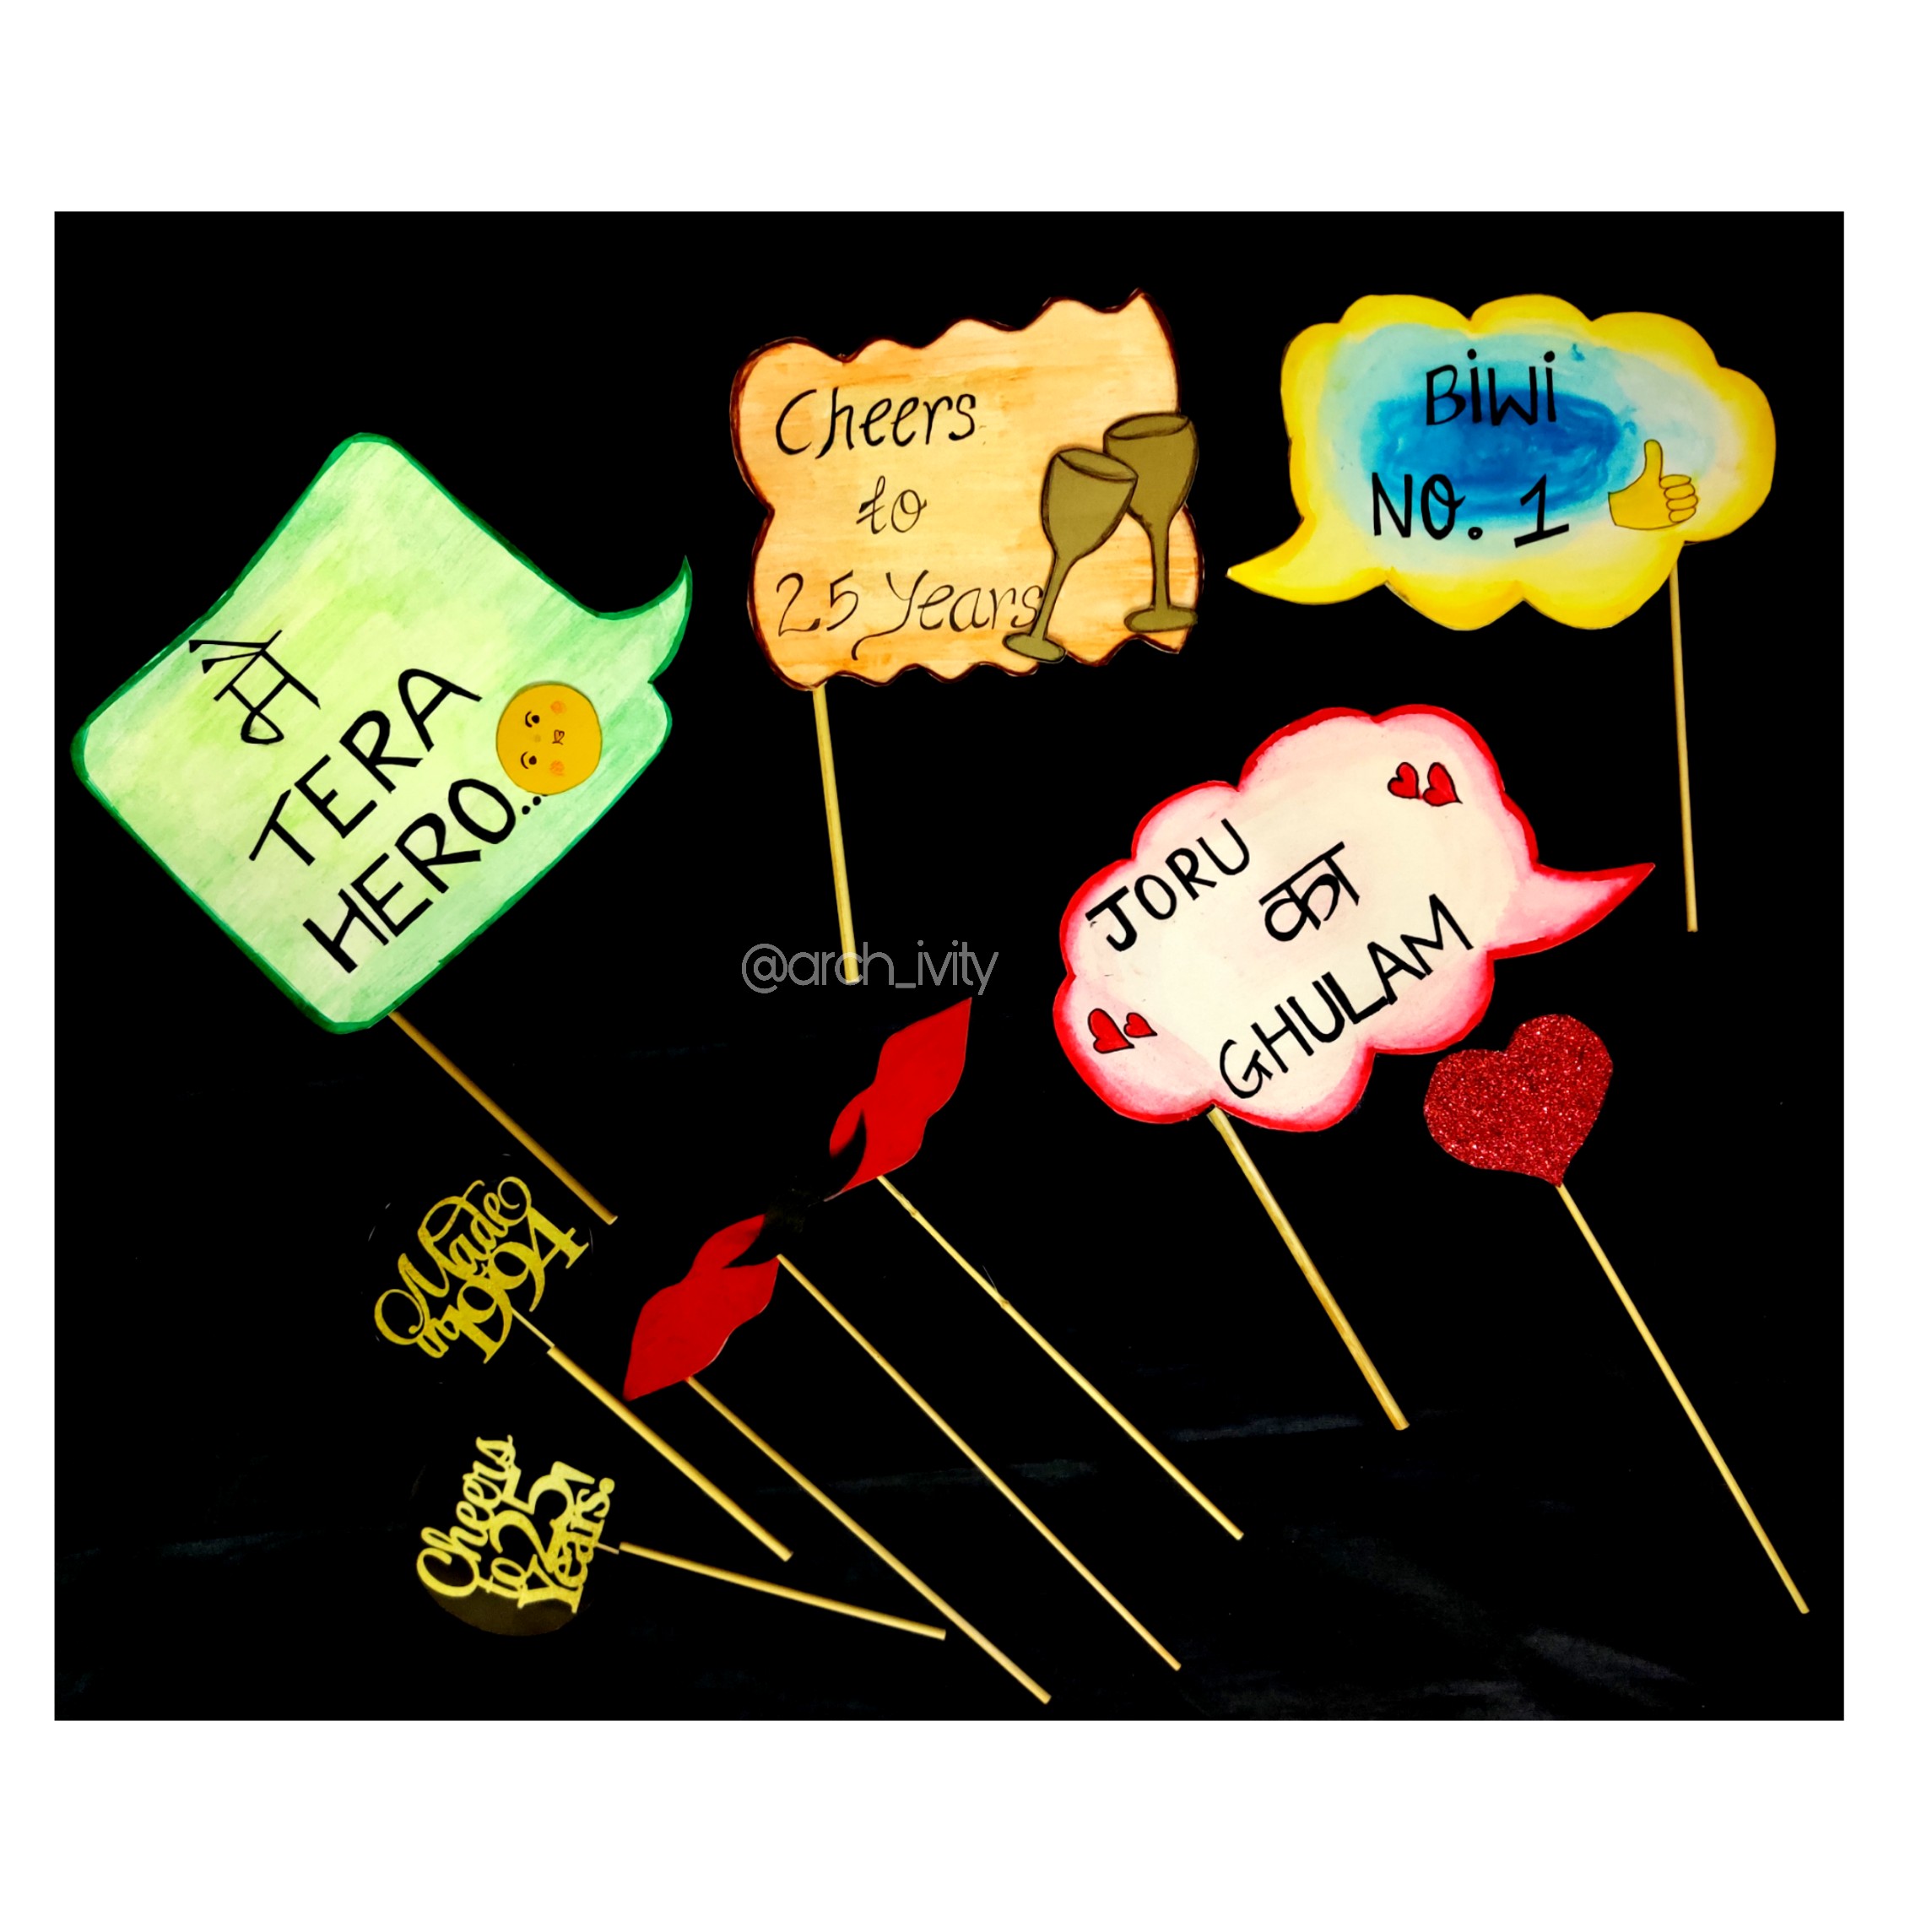 Cheers
to
25 Years
BIWI
NO. 1
मैं
TERA
HERO...
JORU
का
GHULAM
@arch_ivity
Made
in 1994
Cheers
to 25
Years!